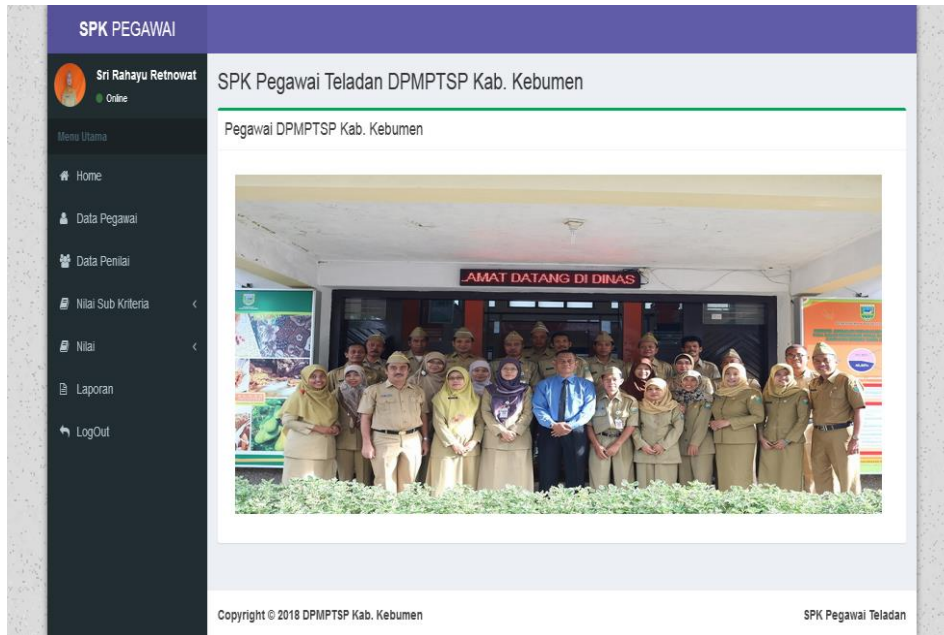 SPK PEGAWAI
Sri Rahayu Retnowat
Online
Menu Utama
Home
Data Pegawai
Data Penilai
Nilai Sub Kriteria
Nilai
Laporan
LogOut
SPK Pegawai Teladan DPMPTSP Kab. Kebumen
Pegawai DPMPTSP Kab. Kebumen
AMAT DATANG DI DINAS
Copyright © 2018 DPMPTSP Kab. Kebumen
SPK Pegawai Teladan